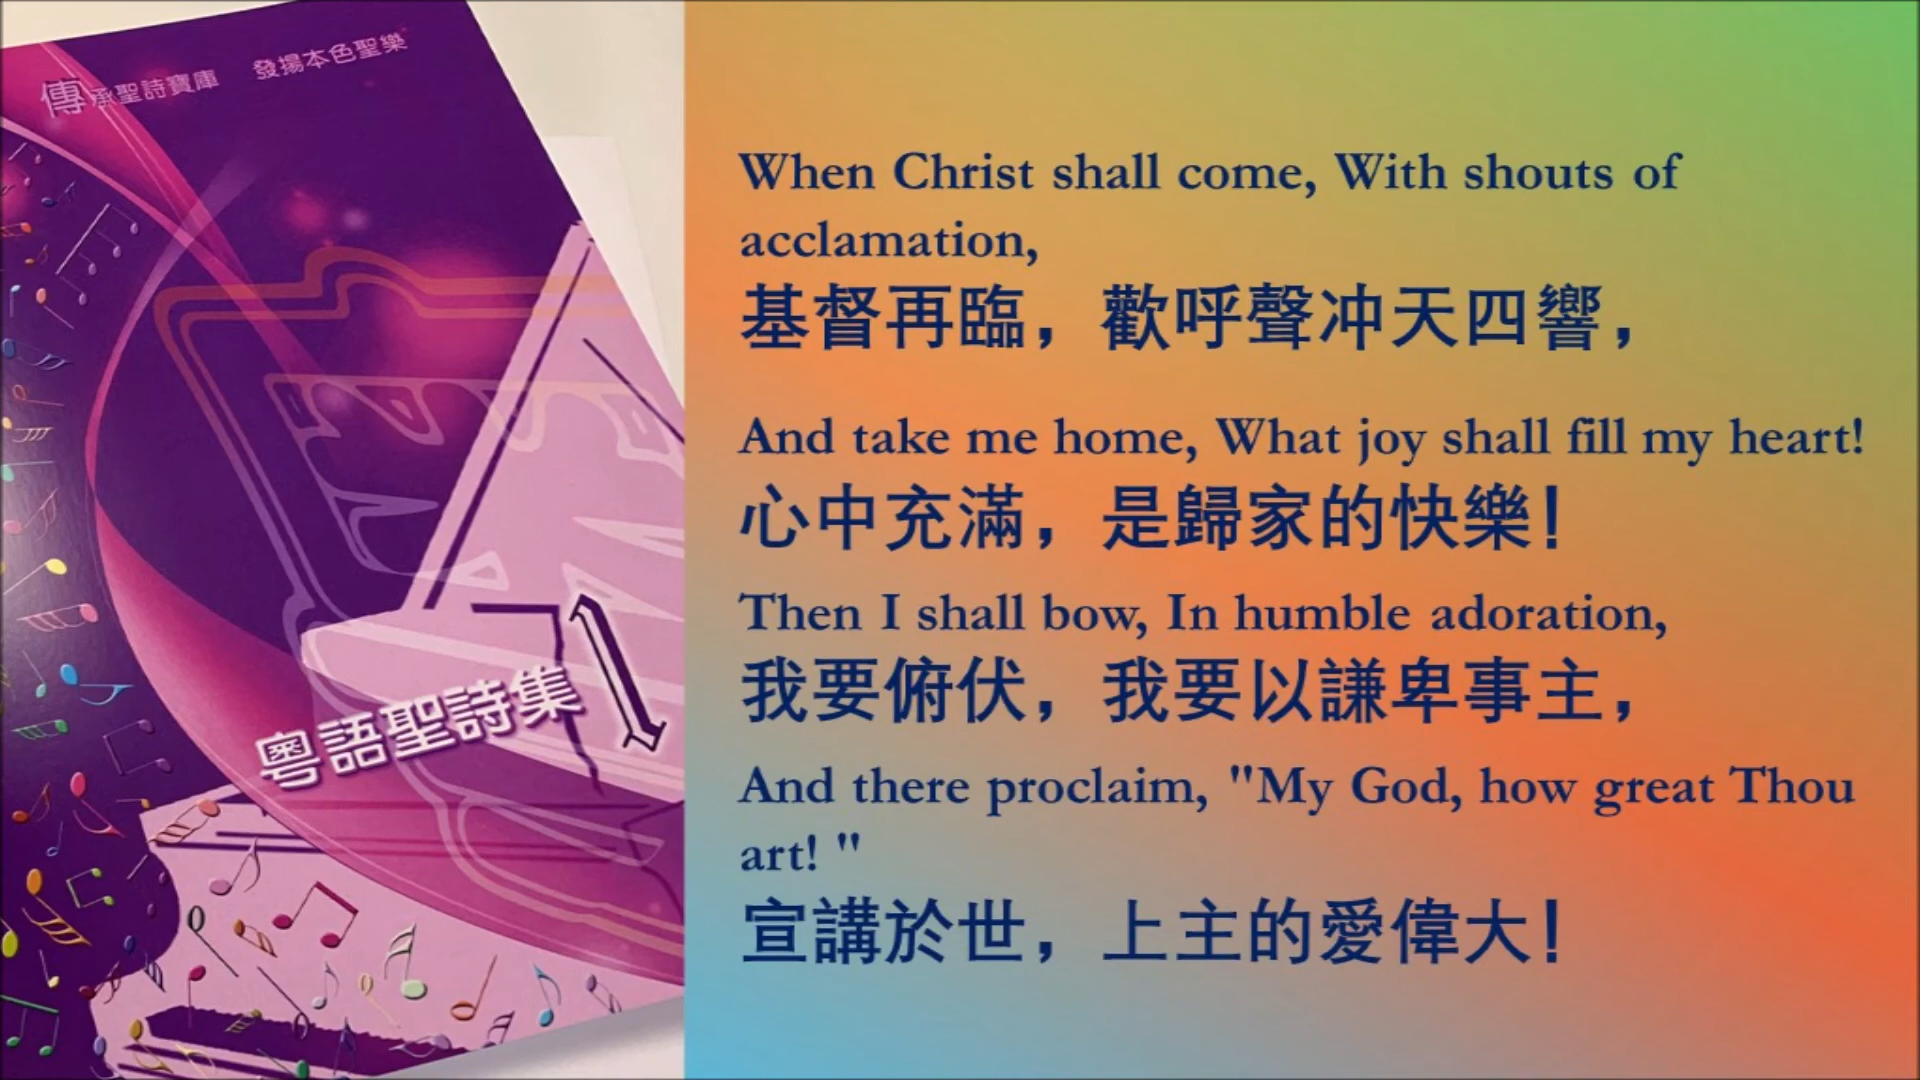 傳承聖詩寶庫 發揚本色聖樂
粵語聖詩集
1
When Christ shall come, With shouts of
acclamation,
基督再臨，歡呼聲冲天四響，
And take me home, What joy shall fill my heart!
心中充滿，是歸家的快樂！
Then I shall bow, In humble adoration,
我要俯伏，我要以謙卑事主，
And there proclaim, "My God, how great Thou
art! "
宣講於世，上主的愛偉大！